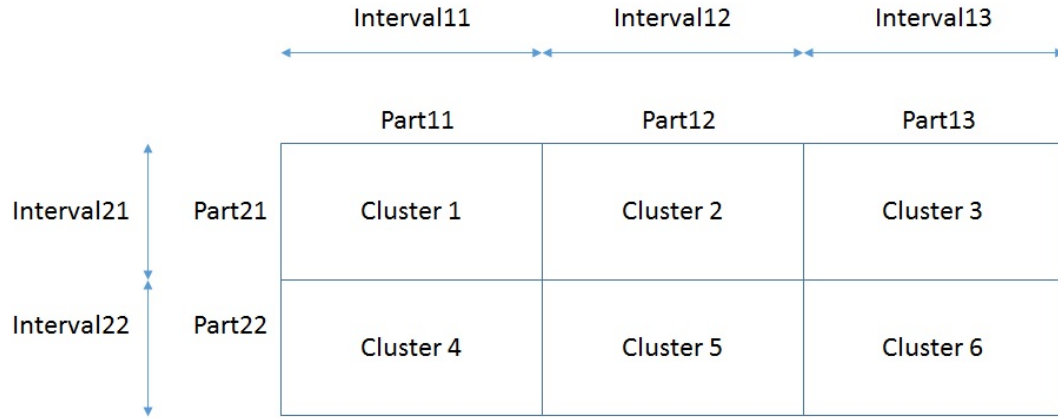 Interval11 Interval12 Interval13
Part11 Part12 Part13
Interval21 Part21 Cluster 1 Cluster 2 Cluster 3
Interval22 Part22 Cluster 4 Cluster 5 Cluster 6